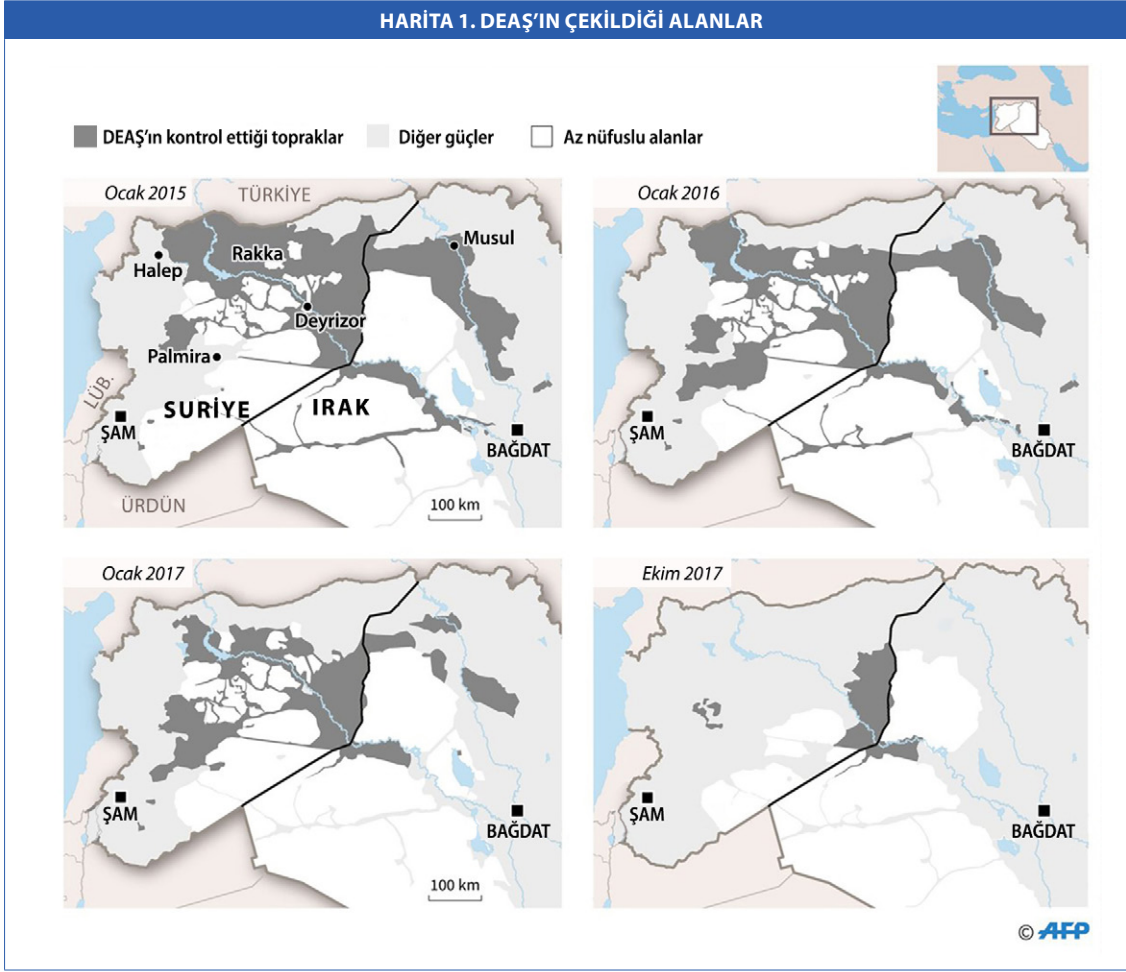 HARİTA 1. DEAŞ'IN ÇEKİLDİĞİ ALANLAR
DEAŞ'ın kontrol ettiği topraklar
Diğer güçler
Az nüfuslu alanlar
Ocak 2015
TÜRKİYE
Musul
Rakka
Halep
Deyrizor
Palmira
LÜB.
SURİYE
IRAK
ŞAM
BAĞDAT
ÜRDÜN
100 km
Ocak 2016
ŞAM
BAĞDAT
Ocak 2017
ŞAM
BAĞDAT
100 km
Ekim 2017
ŞAM
BAĞDAT
© AFP